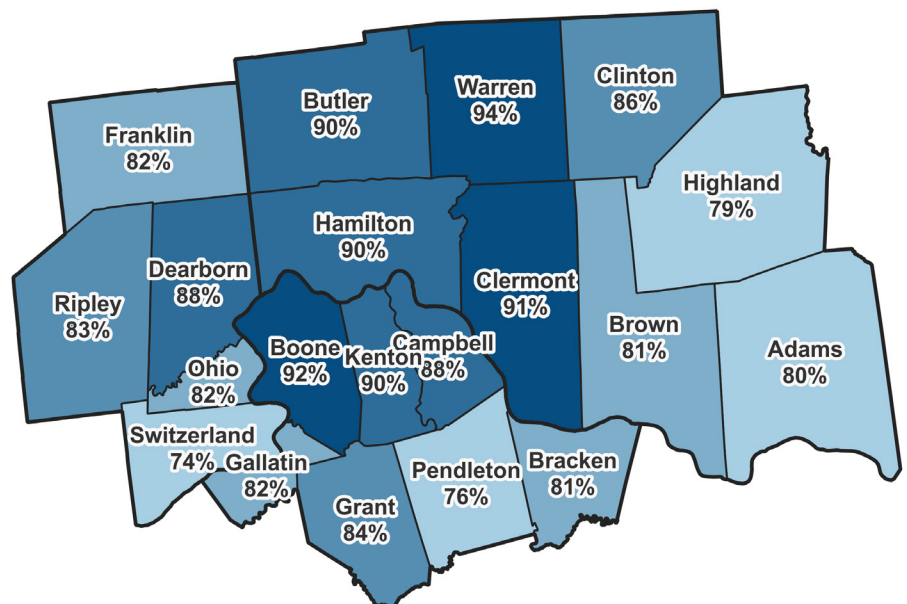 Warren
94%
Clinton
86%
Butler
90%
Franklin
82%
Highland
79%
Hamilton
90%
Dearborn
88%
Clermont
91%
Ripley
83%
Brown
81%
Boone
92%
Kenton
90%
Campbell
88%
Adams
80%
Ohio
82%
Switzerland
74%
Gallatin
82%
Pendleton
76%
Bracken
81%
Grant
84%